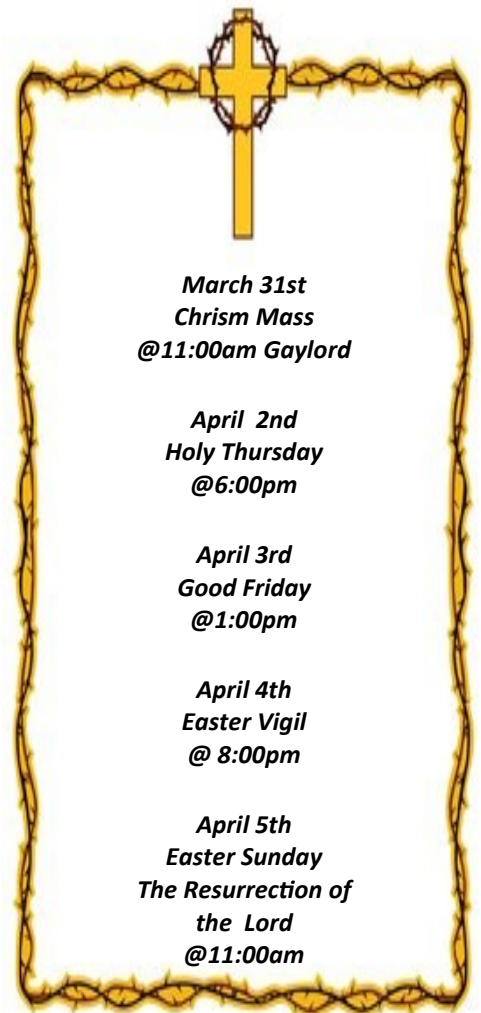 March 31st
Chrism Mass
@11:00am Gaylord
April  2nd
Holy Thursday
@6:00pm
April 3rd
Good Friday
@1:00pm
April 4th
Easter Vigil
@ 8:00pm
April 5th
Easter Sunday
The Resurrection of
the  Lord
@11:00am